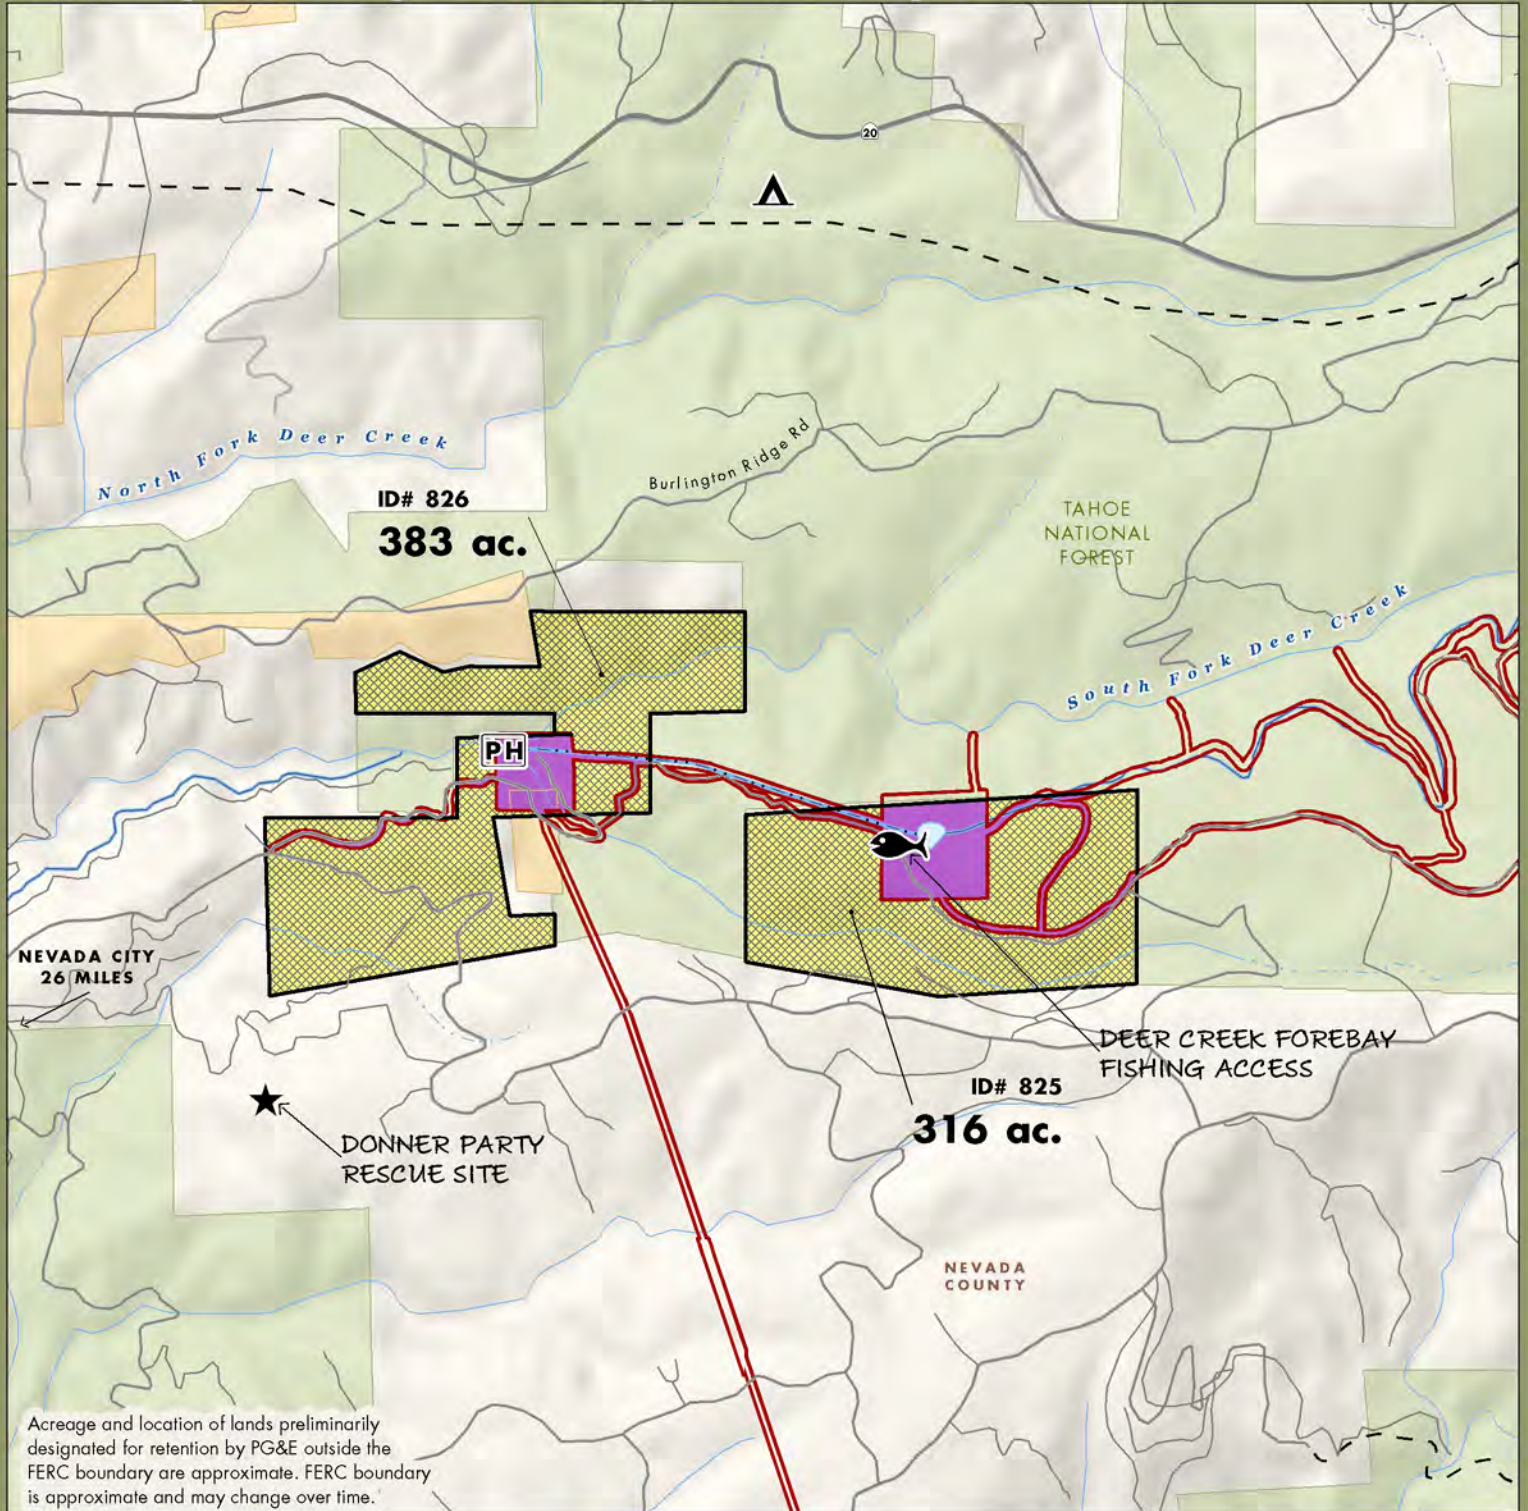 20
North Fork Deer Creek
Burlington Ridge Rd
ID# 826
383 ac.
TAHOE
NATIONAL
FOREST
South Fork Deer Creek
PH
NEVADA CITY
26 MILES
DEER CREEK FOREBAY
FISHING ACCESS
ID# 825
316 ac.
DONNER PARTY
RESCUE SITE
NEVADA
COUNTY
Acreage and location of lands preliminarily
designated for retention by PG&E outside the
FERC boundary are approximate. FERC boundary
is approximate and may change over time.